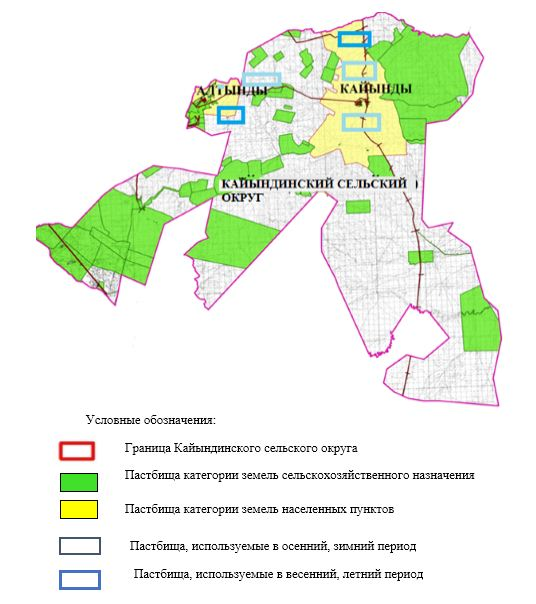 АЛТЫНДЫ
КАЙЫНДЫ
КАЙЫНДИНСКИЙ СЕЛЬСКИЙ )
ОКРУГ
Условные обозначения:
Граница Кайындинского сельского округа
Пастбища категории земель сельскохозяйственного назначения
Пастбища категории земель населенных пунктов
Пастбища, используемые в осенний, зимний период
Пастбища, используемые в весенний, летний период